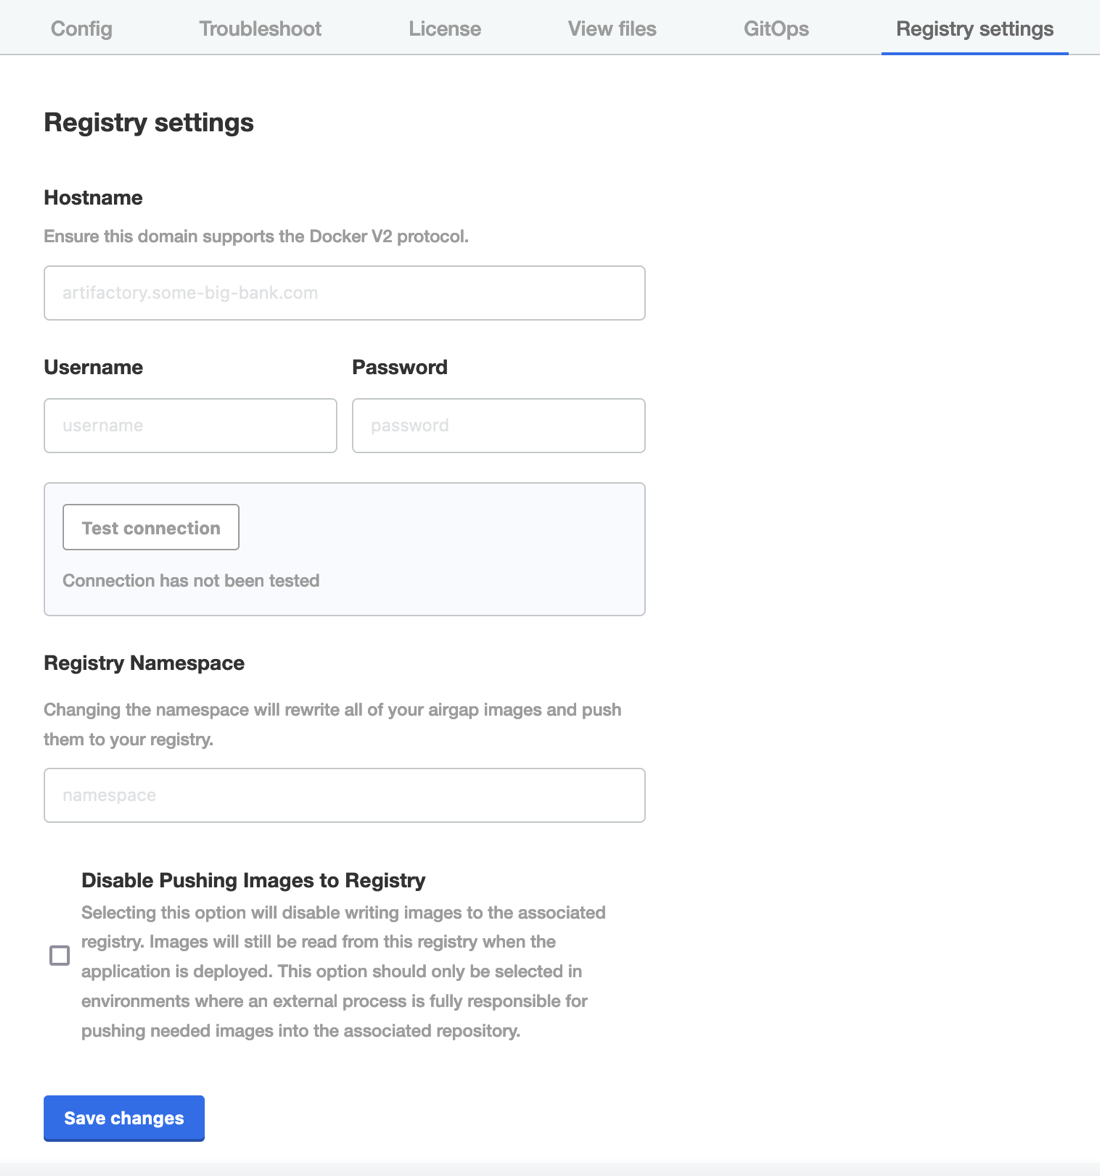 Config Troubleshoot License View files GitOps Registry settings
Registry settings
Hostname
Ensure this domain supports the Docker V2 protocol.
artifactory.some-big-bank.com
Username Password
username password
Test connection
Connection has not been tested
Registry Namespace
Changing the namespace will rewrite all of your airgap images and push
them to your registry.
namespace
Disable Pushing Images to Registry
Selecting this option will disable writing images to the associated
registry. Images will still be read from this registry when the
application is deployed. This option should only be selected in
environments where an external process is fully responsible for
pushing needed images into the associated repository.
Save changes